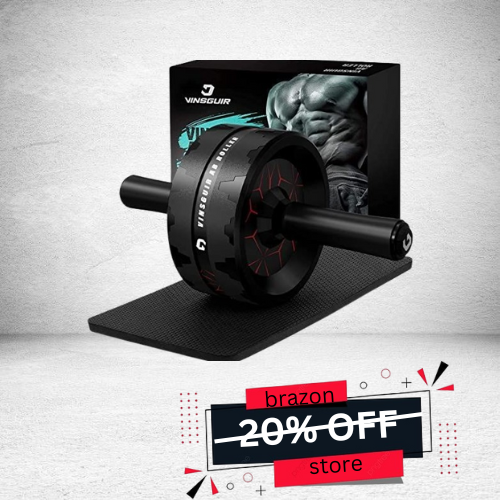 VINSGUIR
VINSGUIR AB ROLLER
brazon
20% OFF
store